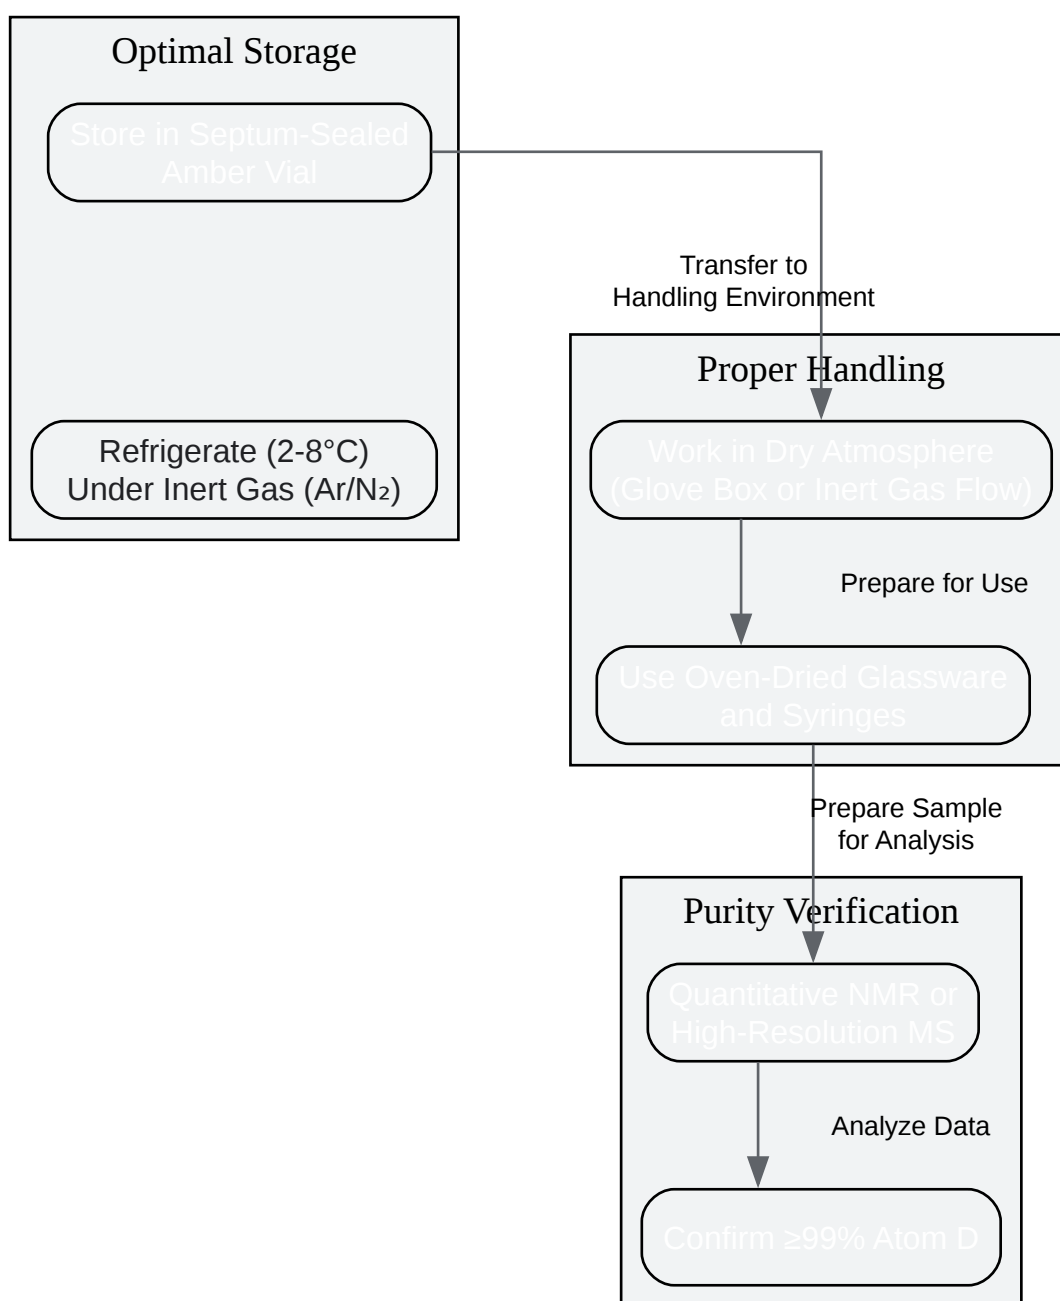 Optimal Storage
Store in Septum-Sealed
Amber Vial
Refrigerate (2-8°C)
Under Inert Gas (Ar/N₂)
Transfer to
Handling Environment
Proper Handling
Work in Dry Atmosphere
(Glove Box or Inert Gas Flow)
Prepare for Use
Use Oven-Dried Glassware
and Syringes
Prepare Sample
for Analysis
Purity Verification
Quantitative NMR or
High-Resolution MS
Analyze Data
Confirm ≥99% Atom D